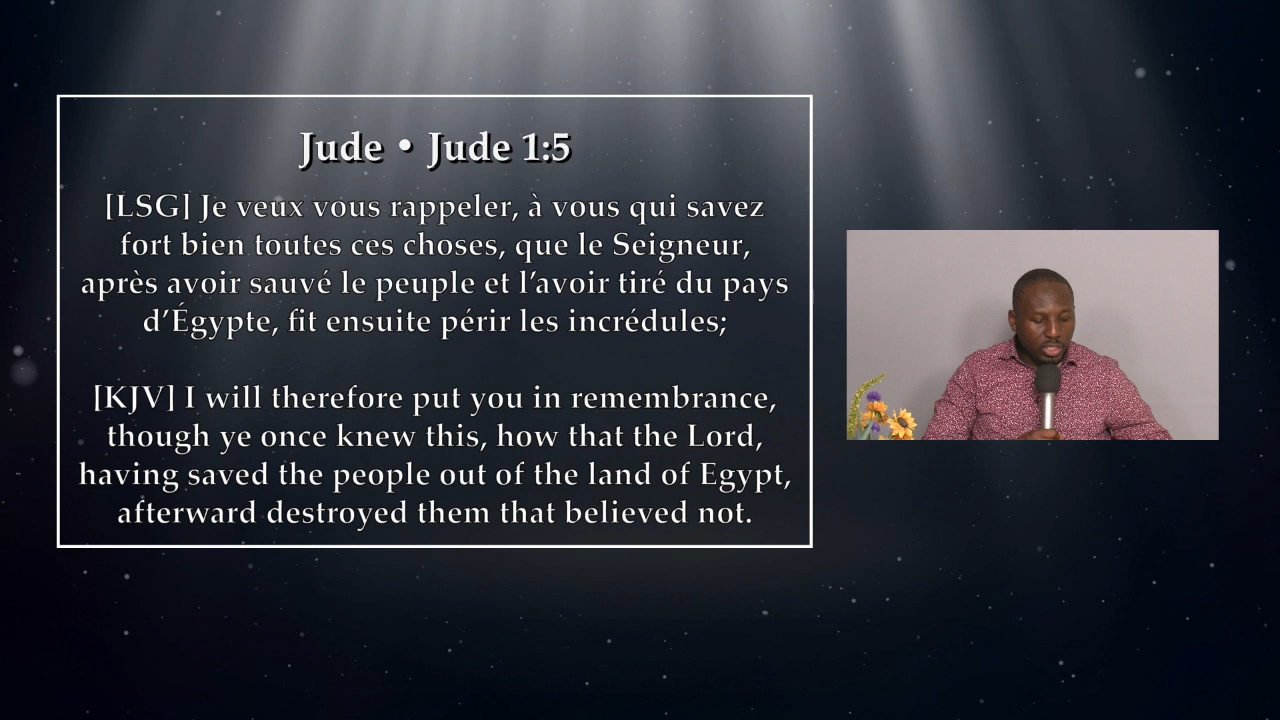 Jude • Jude 1:5
[LSG] Je veux vous rappeler, à vous qui savez
fort bien toutes ces choses, que le Seigneur,
après avoir sauvé le peuple et l’avoir tiré du pays
d’Égypte, fit ensuite périr les incrédules;
[KJV] I will therefore put you in remembrance,
though ye once knew this, how that the Lord,
having saved the people out of the land of Egypt,
afterward destroyed them that believed not.